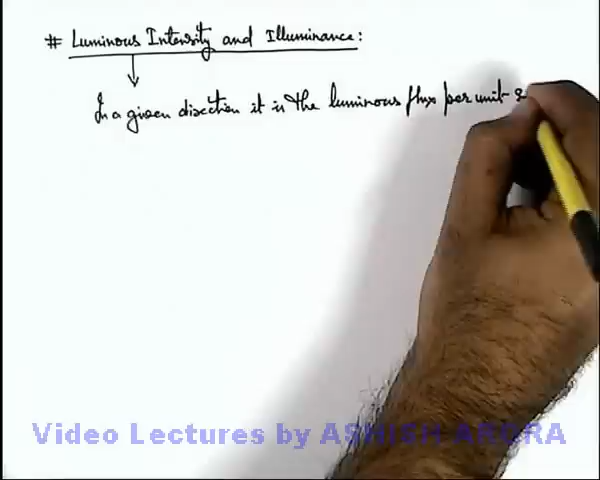 # Luminous Intensity and Illuminance:
In a given direction it is the luminous flux per unit s
Video Lectures by ASHISH ARORA